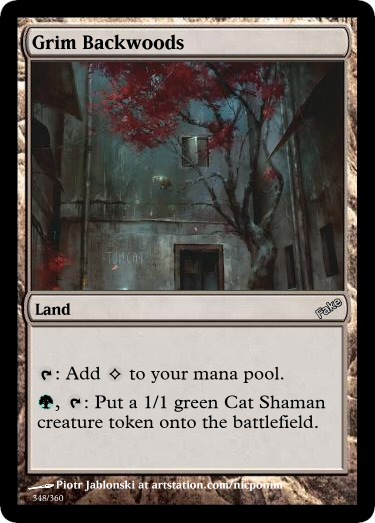 Grim Backwoods
TOMCAT
Land
Fake
: Add to your mana pool.
, : Put a 1/1 green Cat Shaman
creature token onto the battlefield.
Piotr Jablonski at artstation.com/nicponim
348/360